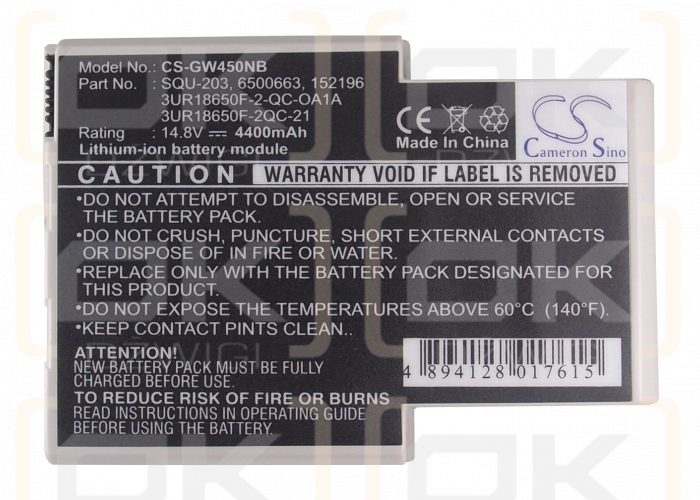 Model No.: CS-GW450NB
Part No. : SQU-203, 6500663, 152196
3UR18650F-2-QC-OA1A
3UR18650F-2QC-21
Rating : 14.8V 4400mAh
Lithium-ion battery module
CE
Made In China
CS
Cameron Sino
CAUTION WARRANTY VOID IF LABEL IS REMOVED
•DO NOT ATTEMPT TO DISASSEMBLE, OPEN OR SERVICE
THE BATTERY PACK.
•DO NOT CRUSH, PUNCTURE, SHORT EXTERNAL CONTACTS
OR DISPOSE OF IN FIRE OR WATER.
•REPLACE ONLY WITH THE BATTERY PACK DESIGNATED FOR
THIS PRODUCT.
•DO NOT EXPOSE THE TEMPERATURES ABOVE 60°C (140°F).
•KEEP CONTACT PINTS CLEAN.
ATTENTION!
NEW BATTERY PACK MUST BE FULLY
CHARGED BEFORE USE
TO REDUCE RISK OF FIRE OR BURNS
READ INSTRUCTIONS IN OPERATING GUIDE
BEFORE USING BATTERY
4 894128 017615
OK
DŹWIGI